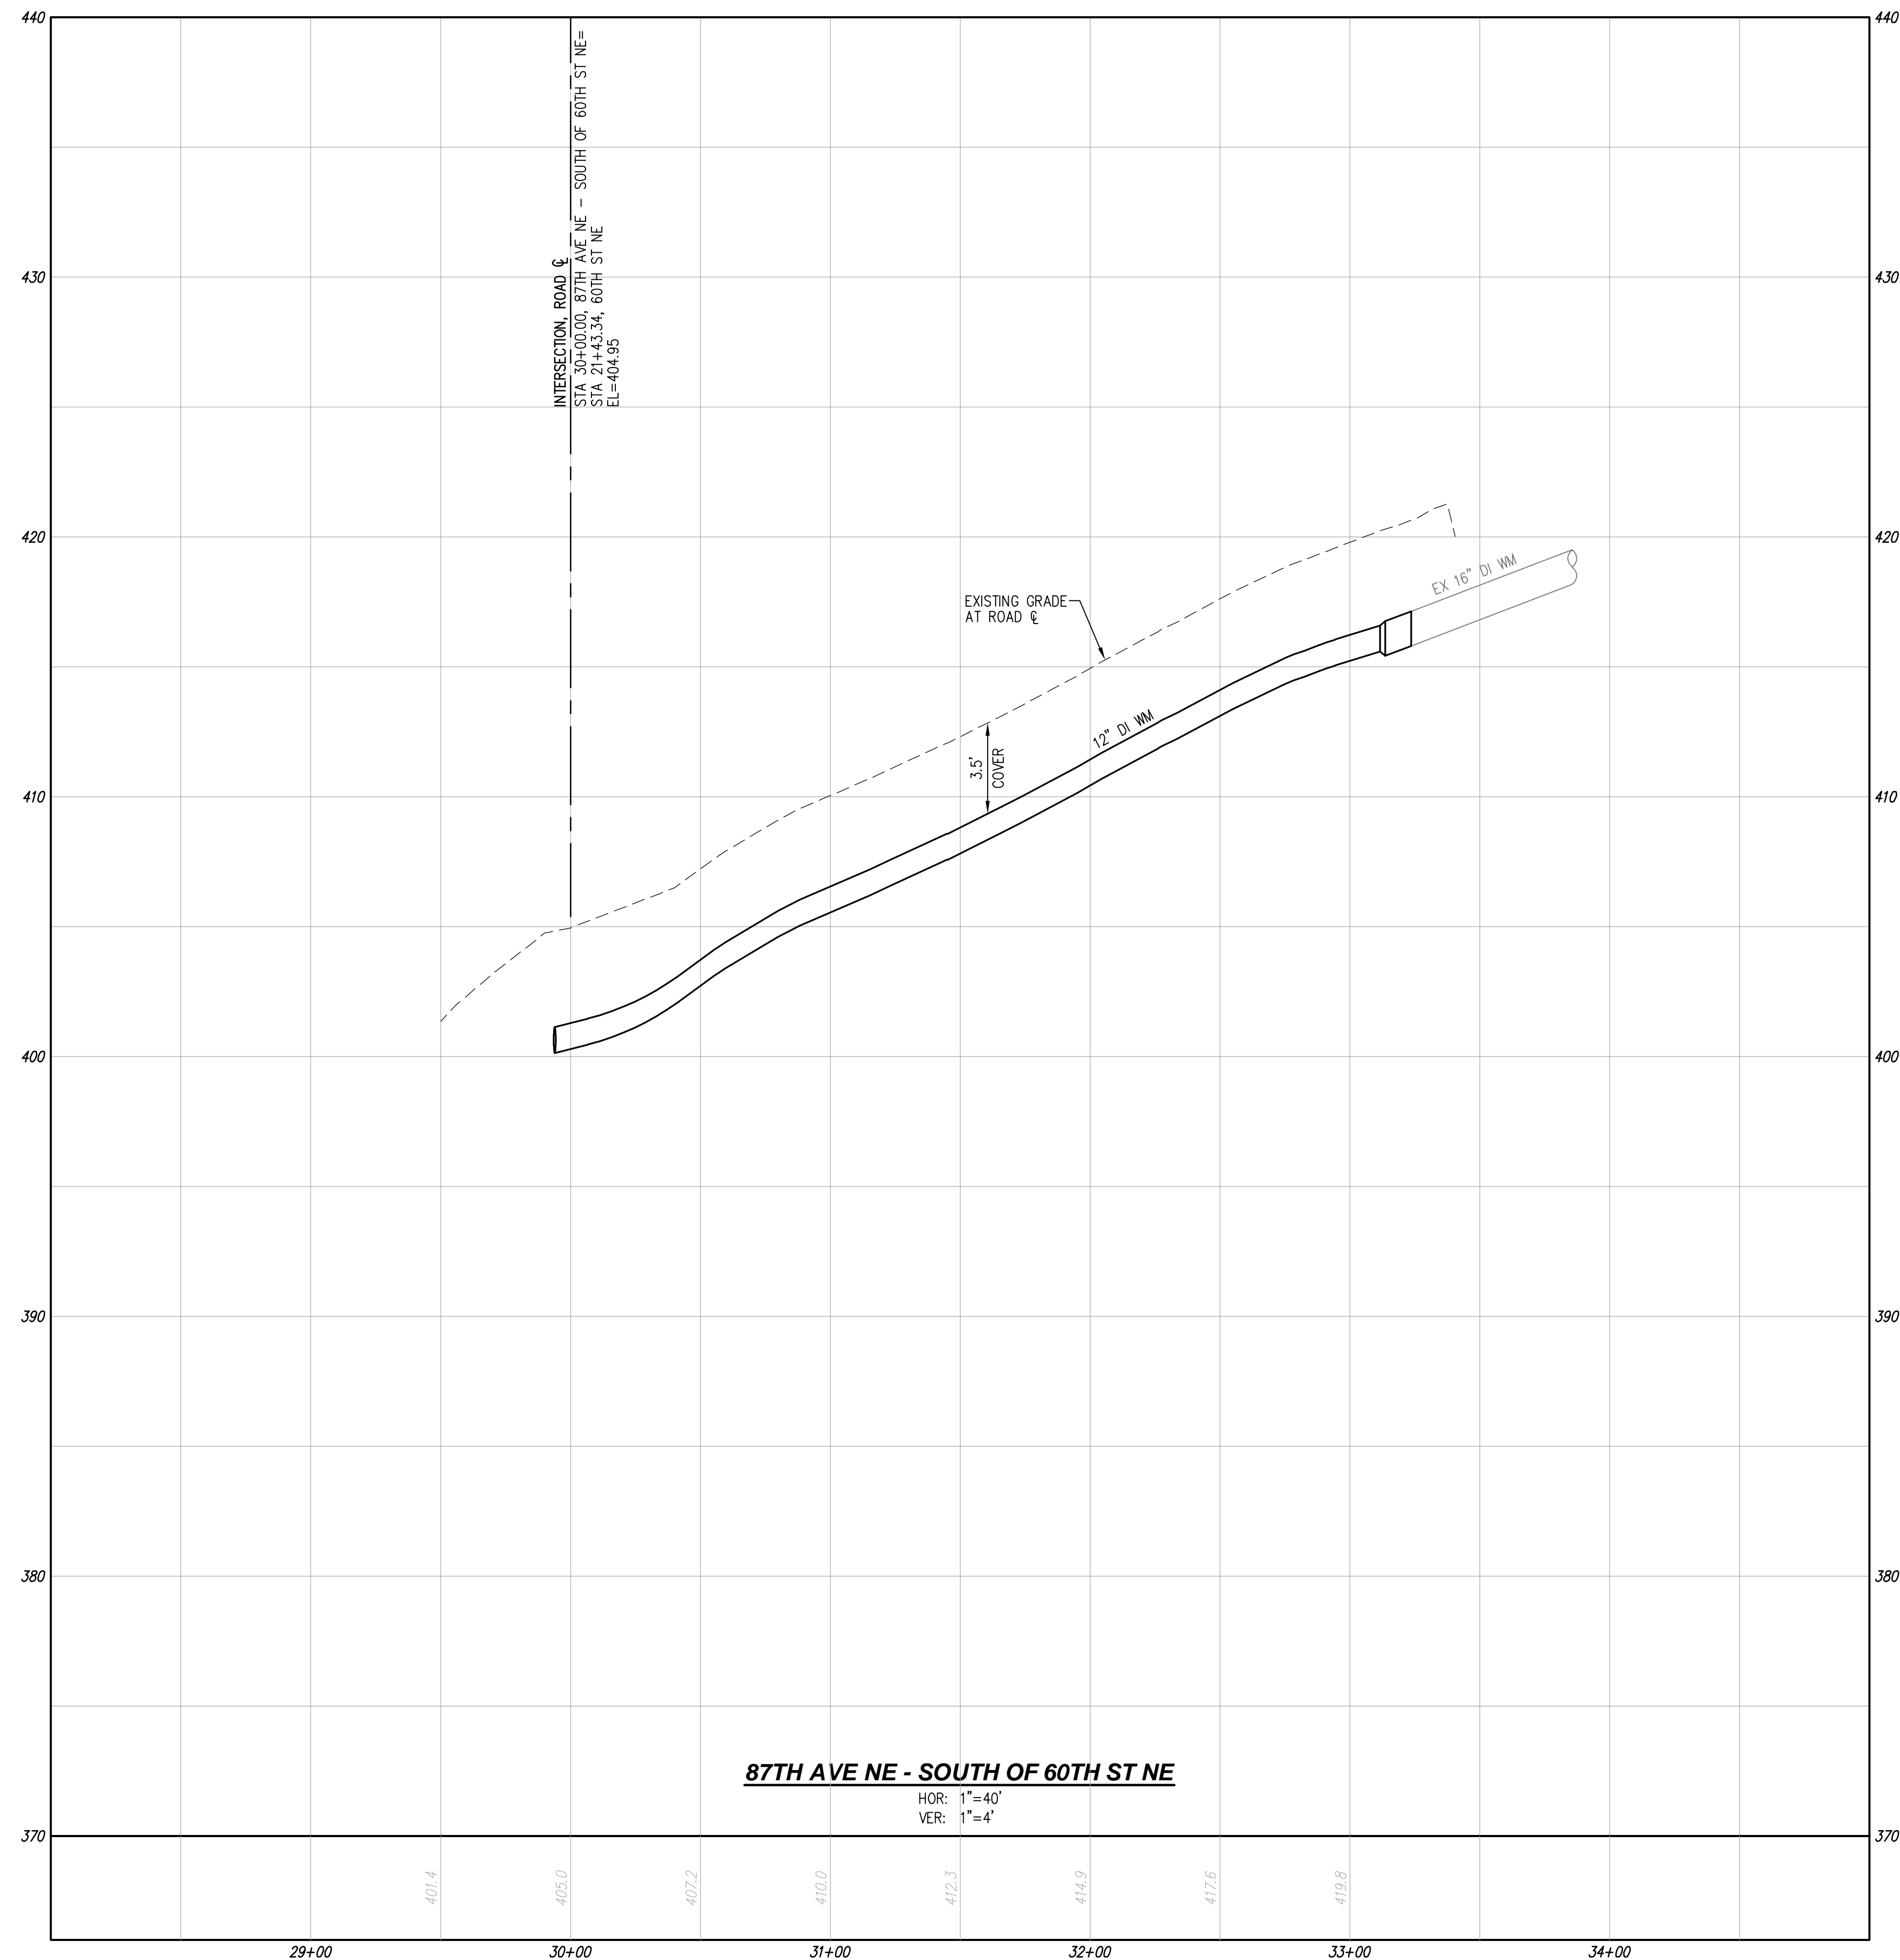 440
440
INTERSECTION, ROAD ℄
STA 30+00.00, 87TH AVE NE - SOUTH OF 60TH ST NE=
STA 21+43.34, 60TH ST NE
EL=404.95
430
430
420
420
EX 16" DI WM
EXISTING GRADE
AT ROAD ℄
12" DI WM
3.5'
COVER
410
410
400
400
390
390
380
380
87TH AVE NE - SOUTH OF 60TH ST NE
HOR: 1"=40'
VER: 1"=4'
370
370
401.4
405.0
407.2
410.0
412.3
414.9
417.6
419.8
29+00
30+00
31+00
32+00
33+00
34+00